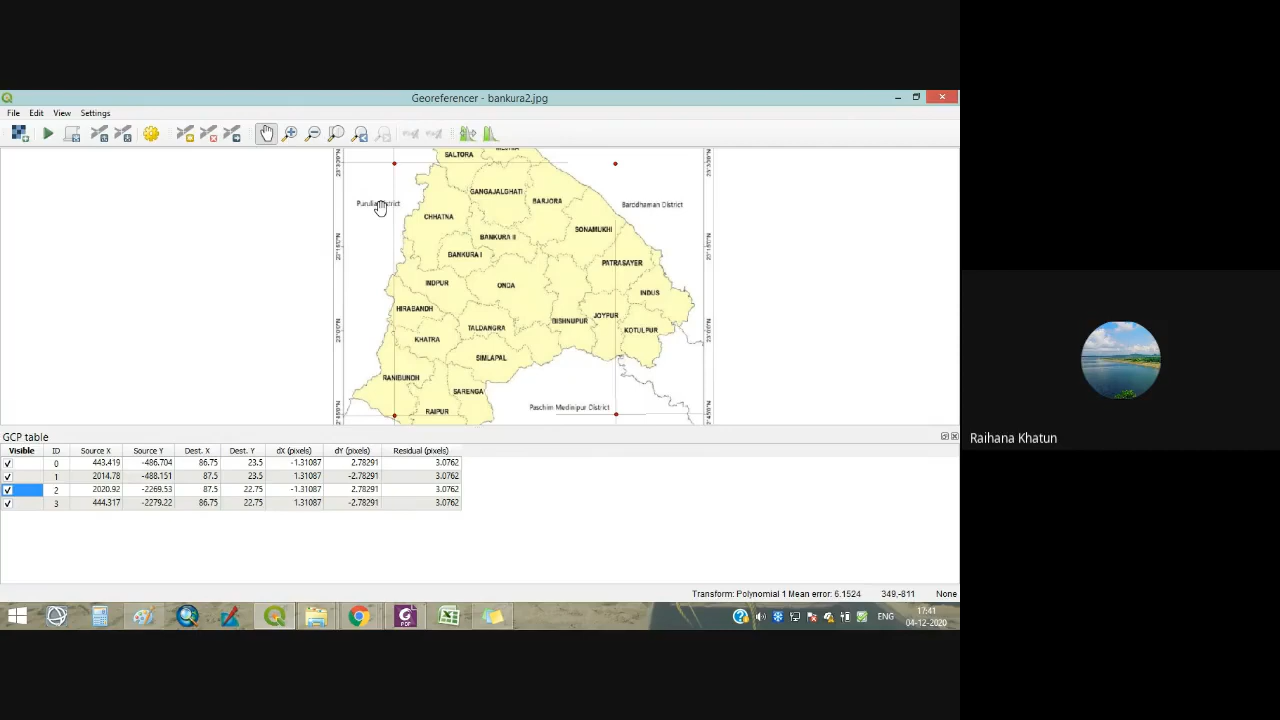 Georeferencer - bankura2.jpg
File Edit View Settings
SALTORA
GANGAJALGHATI
BARJORA
Barddhaman District
CHHATNA
SONAMUKHI
BANKURA II
BANKURA I
PATRASAYER
INDPUR
ONDA
INDUS
HIRABANDH
JOYPUR
BISHNUPUR
TALDANGRA
KOTULPUR
KHATRA
SIMLAPAL
RANIBUNDH
SARENGA
Paschim Medinipur District
RAIPUR
Raihana Khatun
GCP table
Visible ID Source X Source Y Dest. X Dest. Y dX (pixels) dY (pixels) Residual (pixels)
0 443.419 -486.704 86.75 23.5 -1.31087 2.78291 3.0762
1 2014.78 -488.151 87.5 23.5 1.31087 -2.78291 3.0762
2 2020.92 -2269.53 87.5 22.75 -1.31087 2.78291 3.0762
3 444.317 -2279.22 86.75 22.75 1.31087 -2.78291 3.0762
Transform: Polynomial 1 Mean error: 6.1524 349,-811 None
ENG
17:41
04-12-2020
PDF